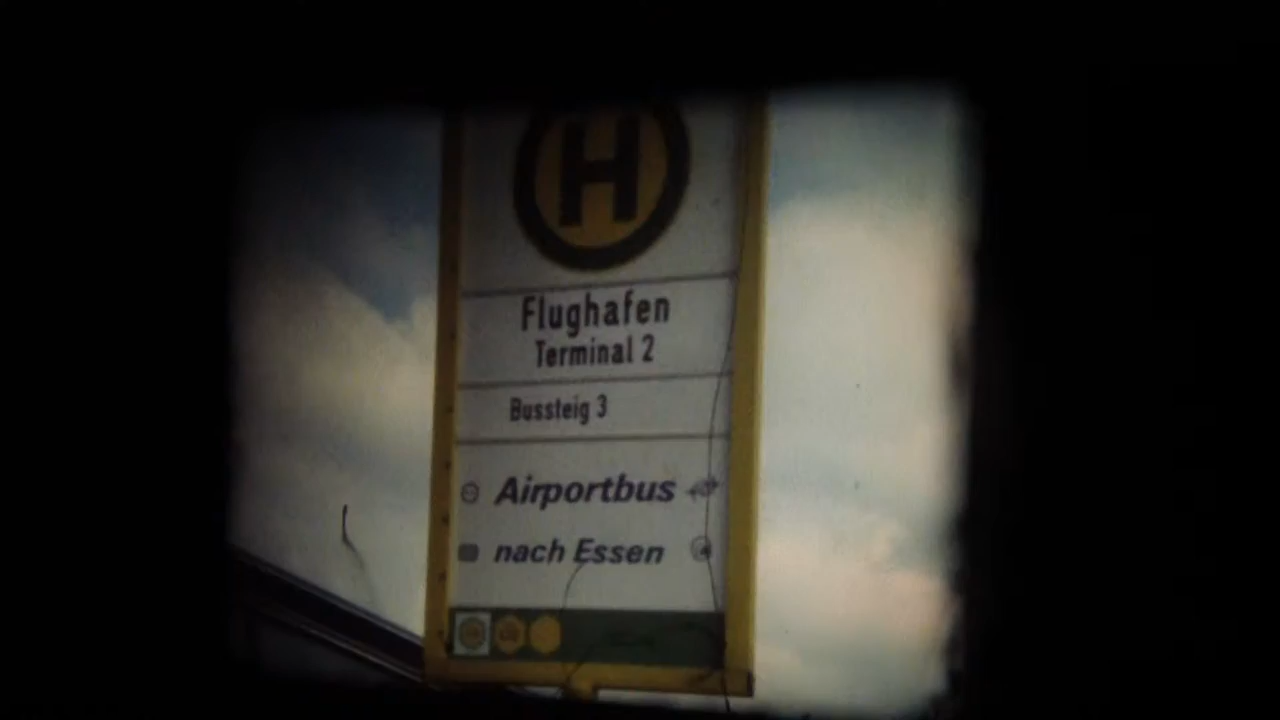 H
Flughafen
Terminal 2
Bussteig 3
Airportbus
nach Essen